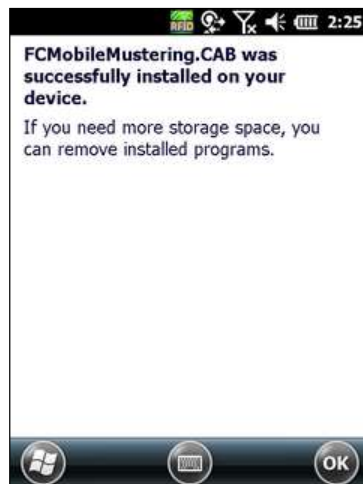 RFID 2:25
FCMobileMustering.CAB was
successfully installed on your
device.
If you need more storage space, you
can remove installed programs.
OK